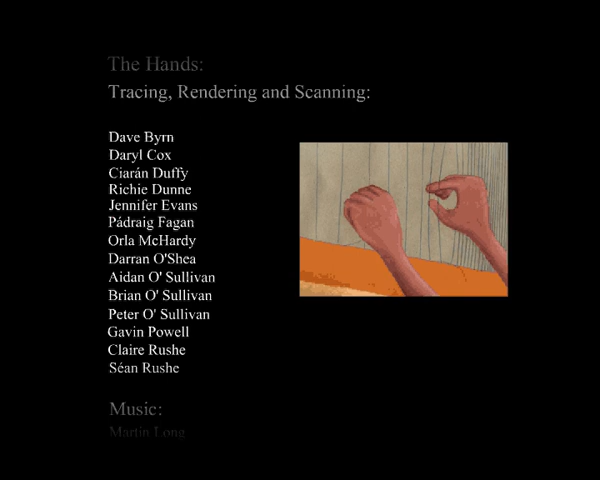 The Hands:
Tracing, Rendering and Scanning:
Dave Byrn
Daryl Cox
Ciarán Duffy
Richie Dunne
Jennifer Evans
Pádraig Fagan
Orla McHardy
Darran O'Shea
Aidan O' Sullivan
Brian O' Sullivan
Peter O' Sullivan
Gavin Powell
Claire Rushe
Séan Rushe
Music:
Martin Long